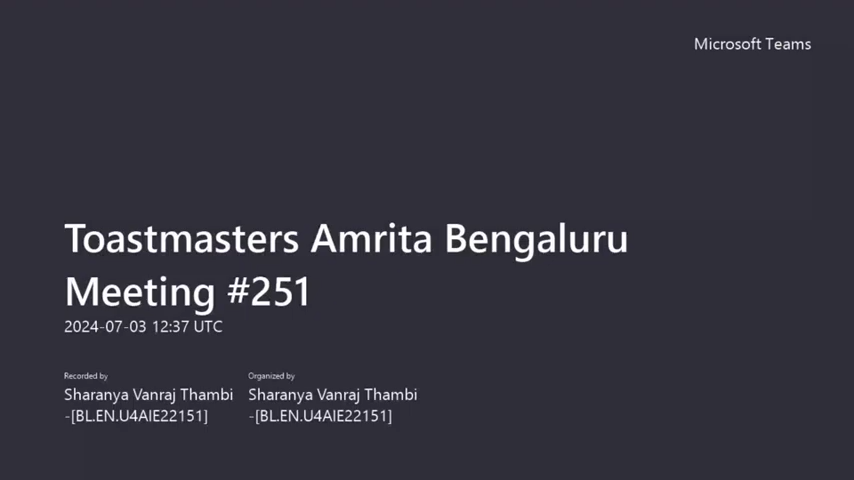 Microsoft Teams
Toastmasters Amrita Bengaluru
Meeting #251
2024-07-03 12:37 UTC
Recorded by
Organized by
Sharanya Vanraj Thambi
Sharanya Vanraj Thambi
-[BL.EN.U4AIE22151]
-[BL.EN.U4AIE22151]